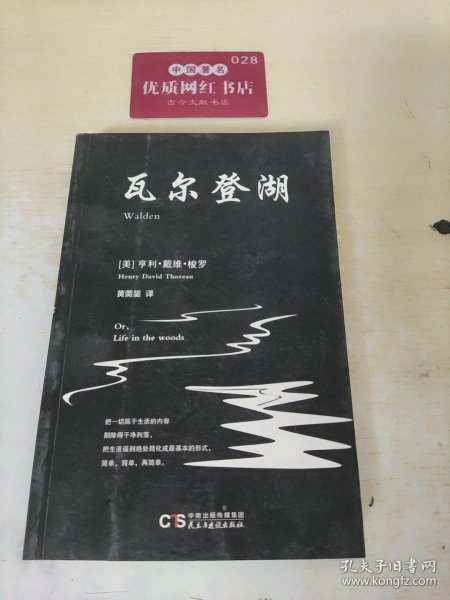 028
中国著名
优质网红书店
古今文献书店
瓦尔登湖
Walden
[美] 亨利·戴维·梭罗
Henry David Thoreau
黄蓠鋆 译
Or,
Life in the woods
把一切属于生活的内容
剔除得干净利落，
把生活逼到绝处简化成最基本的形式，
简单，简单，再简单。
CTS 中南出版传媒集团
民主与建设出版社
孔夫子旧书网
www.kongfz.com